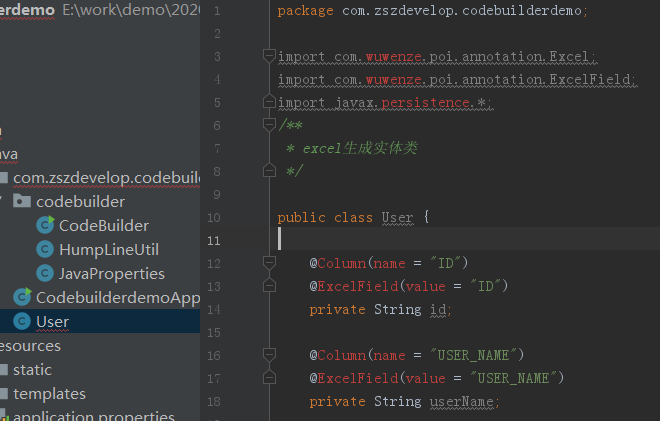 erdemo E:\work\demo\202
ava
com.zszdevelop.codebuil
codebuilder
CodeBuilder
HumpLineUtil
JavaProperties
CodebuilderdemoApp
User
esources
static
templates
application.properties
1 package com.zszdevelop.codebuilderdemo;
2
3 import com.wuwenze.poi.annotation.Excel;
4 import com.wuwenze.poi.annotation.ExcelField;
5 import javax.persistence.*;
6 /**
7 * excel生成实体类
8 */
9
10 public class User {
11
12 @Column(name = "ID")
13 @ExcelField(value = "ID")
14 private String id;
15
16 @Column(name = "USER_NAME")
17 @ExcelField(value = "USER_NAME")
18 private String userName;